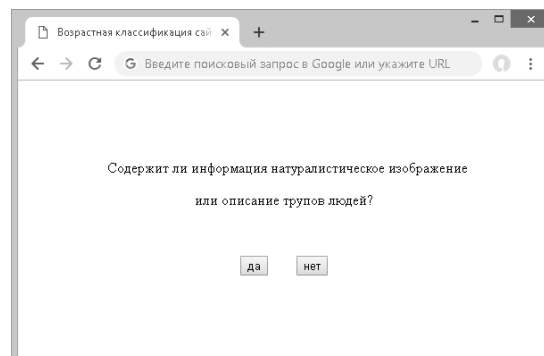 Возрастная классификация сай
Введите поисковый запрос в Google или укажите URL
Содержит ли информация натуралистическое изображение
или описание трупов людей?
да нет